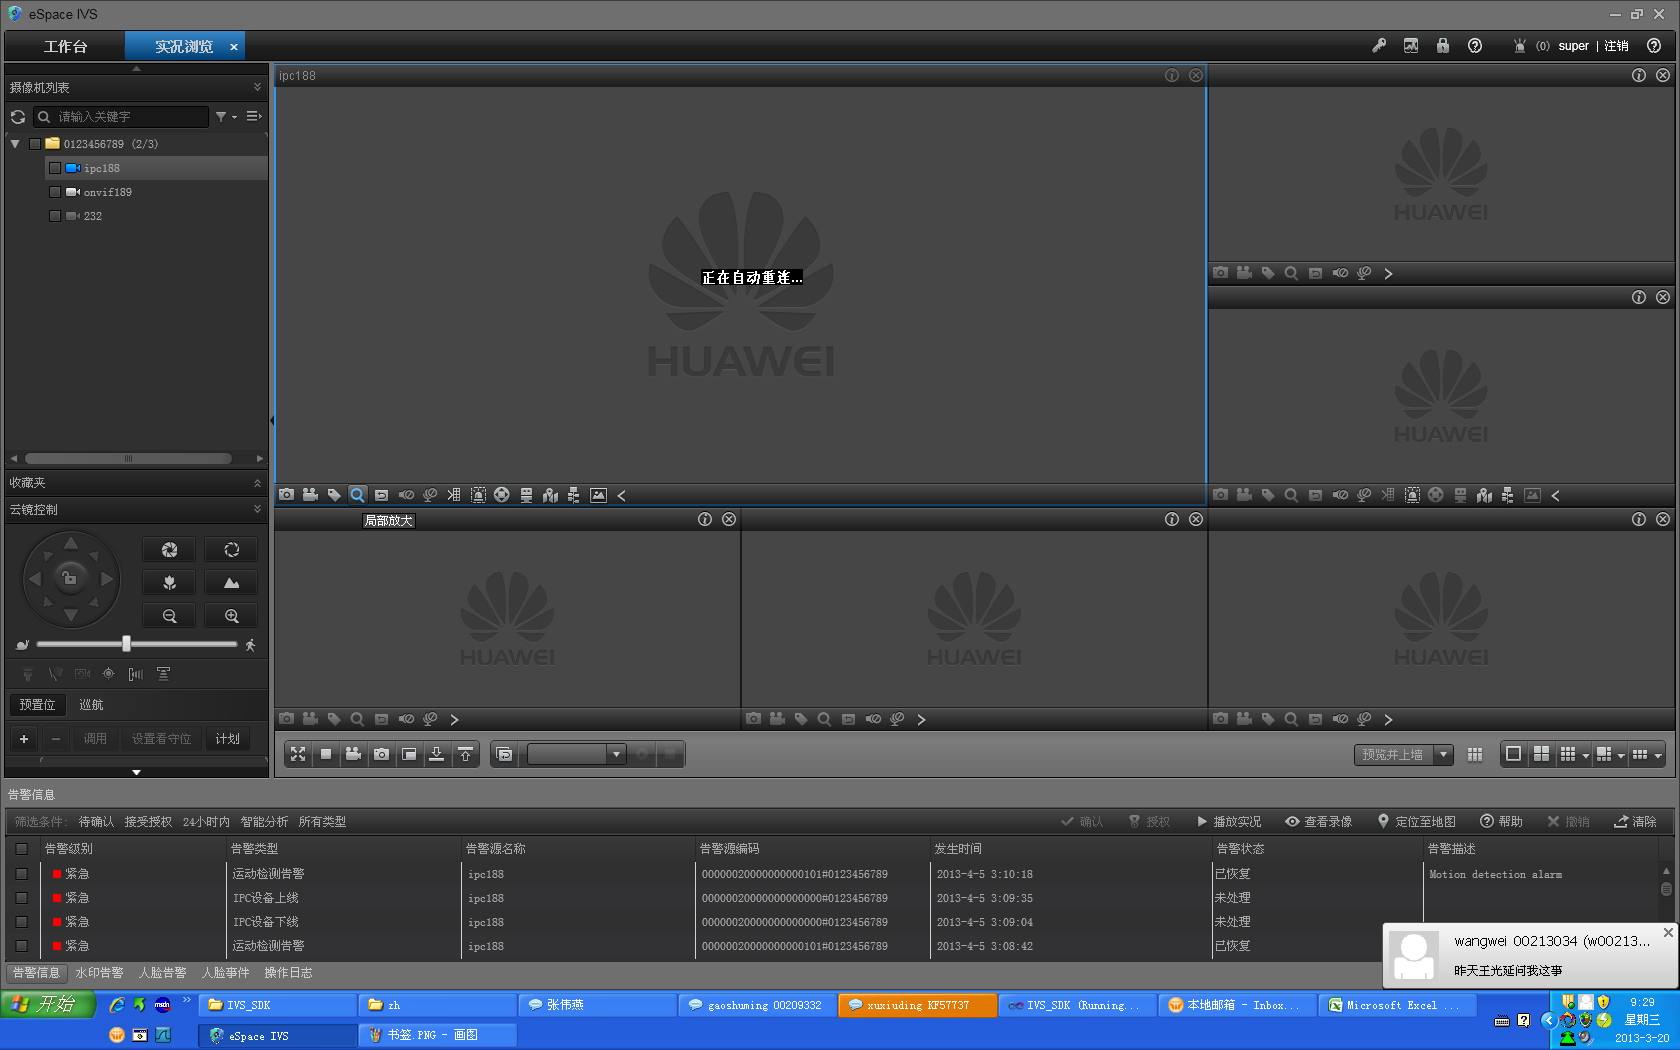 eSpace IVS
工作台
实况浏览
(0) super | 注销
摄像机列表
请输入关键字
0123456789 (2/3)
ipc188
onvif189
232
收藏夹
云镜控制
预置位 巡航
调用 设置看守位 计划
ipc188
正在自动重连...
HUAWEI
局部放大
HUAWEI
HUAWEI
HUAWEI
HUAWEI
HUAWEI
预览并上墙
告警信息
筛选条件: 待确认 接受授权 24小时内 智能分析 所有类型
确认 授权 播放实况 查看录像 定位至地图 帮助 撤销 清除
告警级别 告警类型 告警源名称 告警源编码 发生时间 告警状态 告警描述
紧急 运动检测告警 ipc188 00000020000000000101#0123456789 2013-4-5 3:10:18 已恢复 Motion detection alarm
紧急 IPC设备上线 ipc188 00000020000000000000#0123456789 2013-4-5 3:09:35 未处理
紧急 IPC设备下线 ipc188 00000020000000000000#0123456789 2013-4-5 3:09:04 未处理
紧急 运动检测告警 ipc188 00000020000000000101#0123456789 2013-4-5 3:08:42 已恢复
告警信息 水印告警 人脸告警 人脸事件 操作日志
wangwei 00213034 (w00213...
昨天王光延问我这事
开始
msdn
IVS_SDK
zh
张伟燕
gaoshuming 00209332
xuxiuding KF57737
IVS_SDK (Running...
本地邮箱 - Inbox...
Microsoft Excel ...
eSpace IVS
书签.PNG - 画图
9:29
星期三
2013-3-20